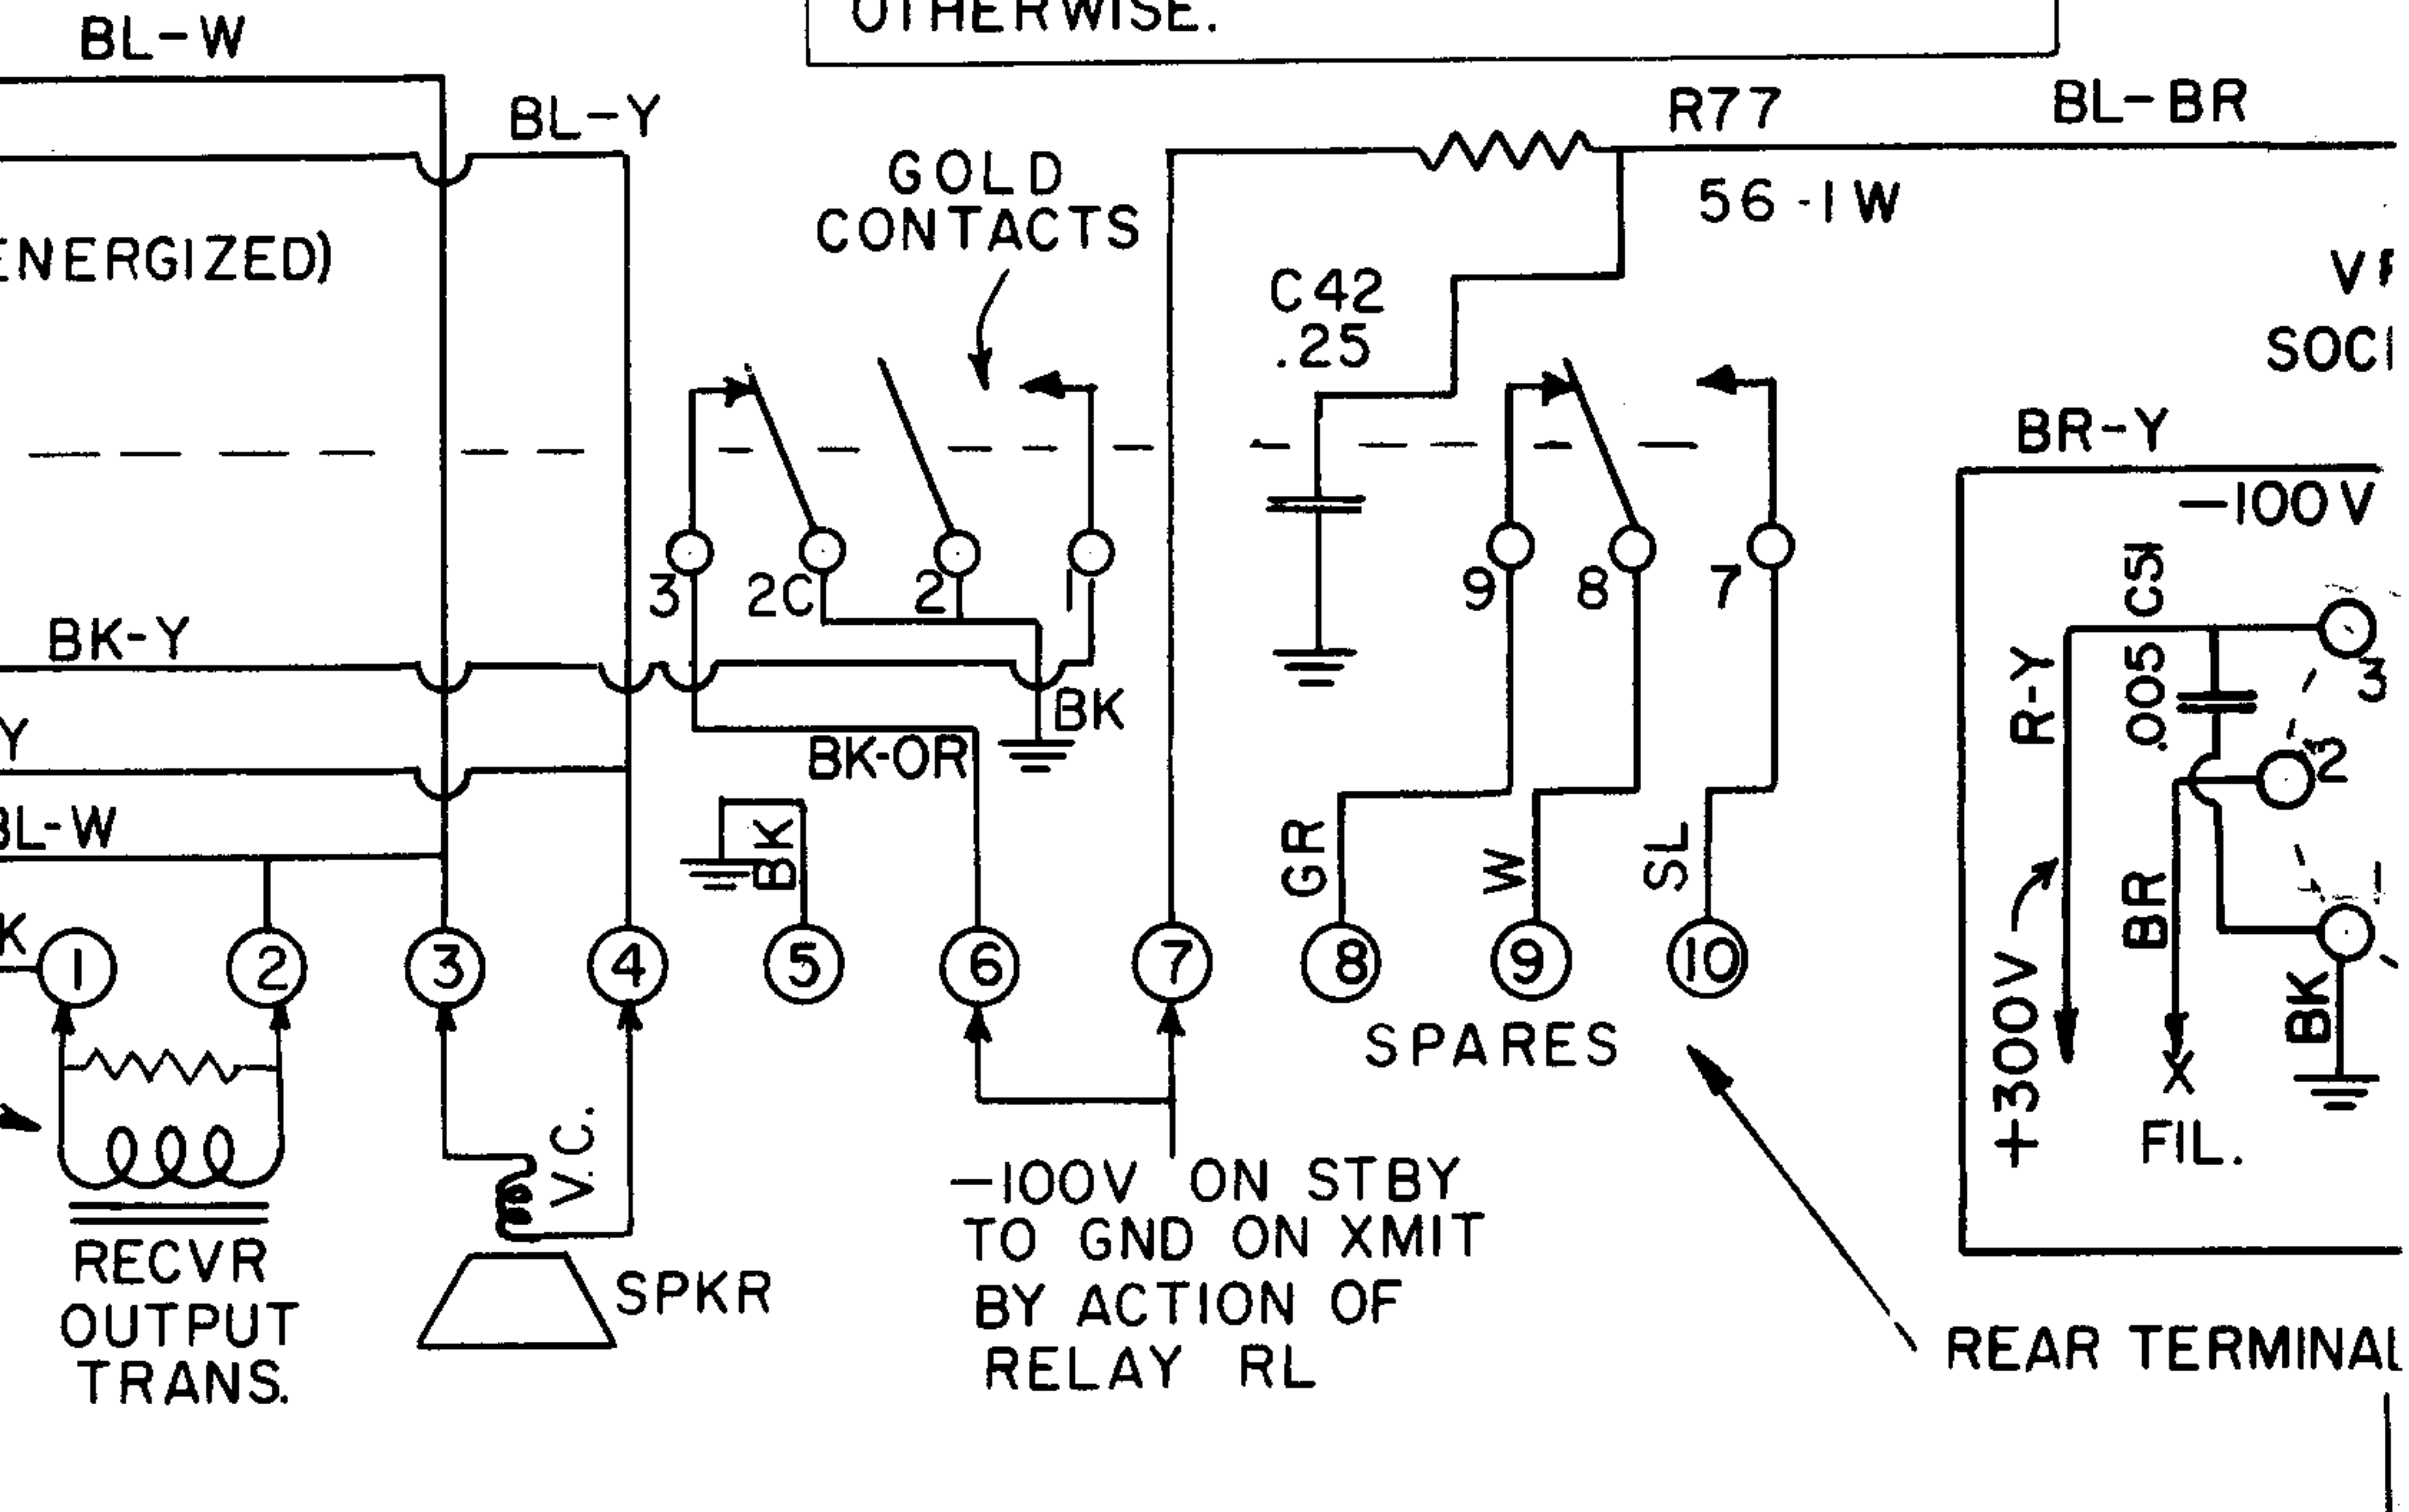 OTHERWISE.
BL-W
BL-Y
R77
BL-BR
GOLD
CONTACTS
56-1W
ENERGIZED)
C42
.25
BR-Y
-100V
3
2C
2
1
9
8
7
C51
.005
3
BK-Y
R-Y
BK
Y
BK-OR
2
BL-W
BK
GR
W
SL
BR
1
K
1
2
3
4
5
6
7
8
9
10
+300V
BK
SPARES
X
FIL.
V.C.
-100V ON STBY
TO GND ON XMIT
BY ACTION OF
RELAY RL
RECVR
OUTPUT
TRANS.
SPKR
REAR TERMINAL